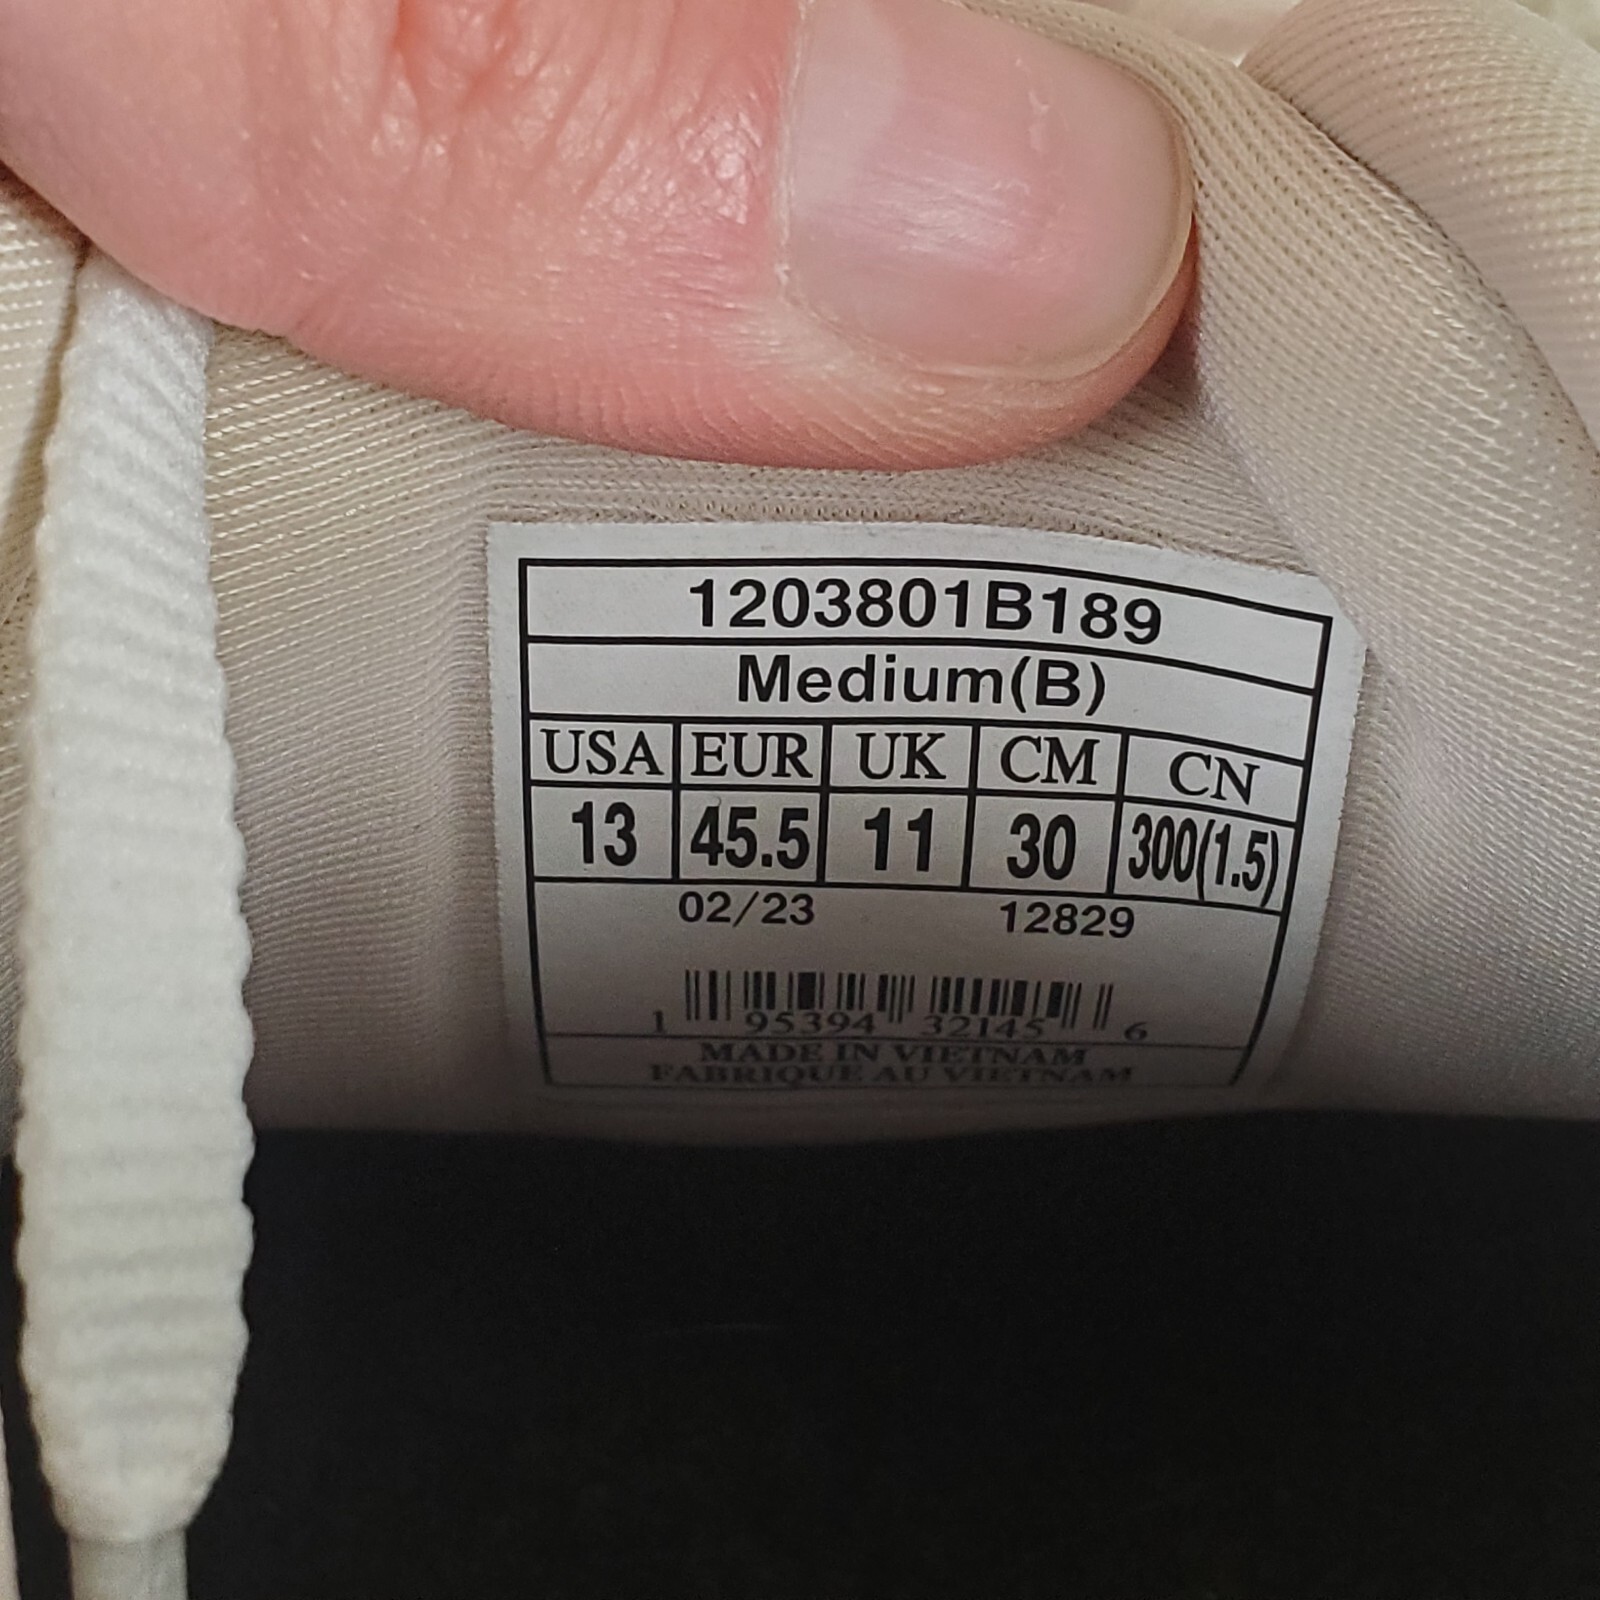 1203801B189
Medium(B)
USA EUR UK CM CN
13 45.5 11 30 300(1.5)
02/23 12829
1 95394 32145 6
MADE IN VIETNAM
FABRIQUE AU VIETNAM